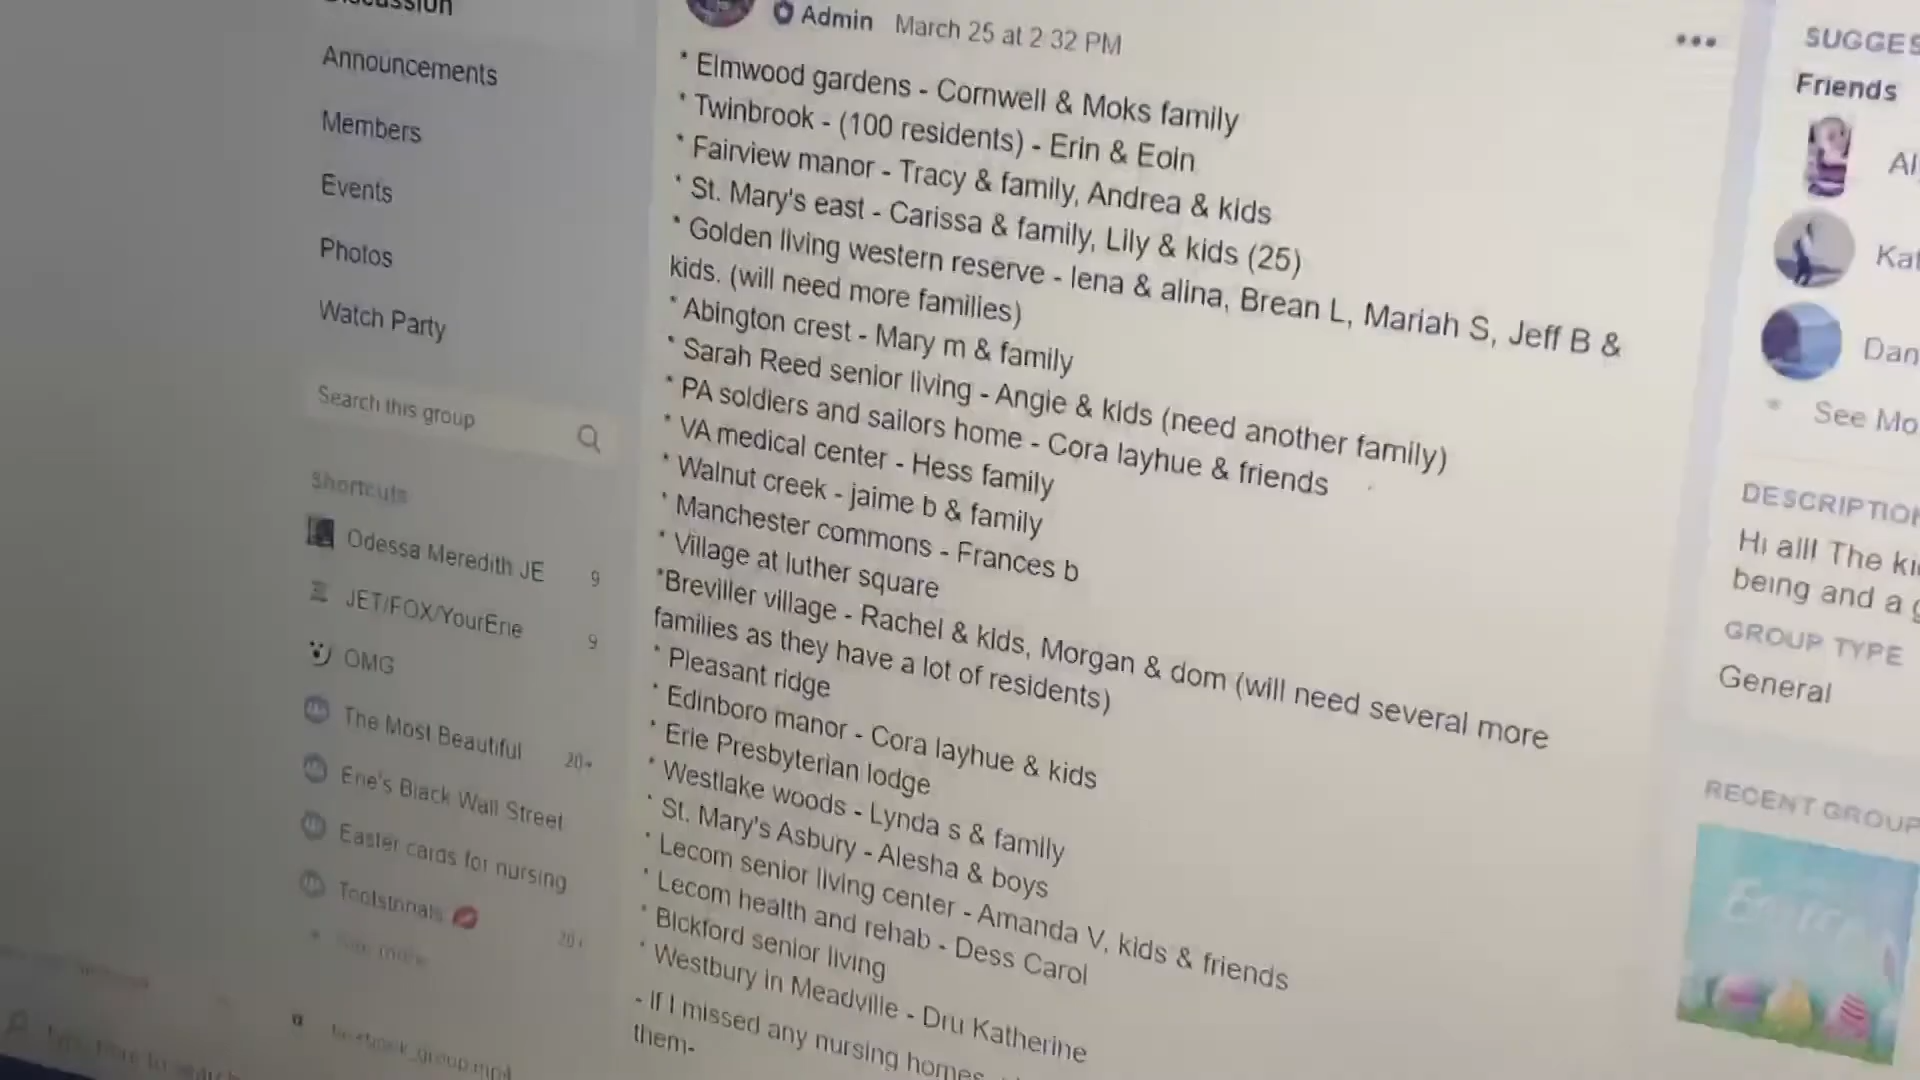 Discussion
Announcements
Members
Events
Photos
Watch Party
Search this group
Shortcuts
Odessa Meredith JE 9
JET/FOX/YourErie 9
OMG
The Most Beautiful 20+
Erie's Black Wall Street
Easter cards for nursing
Tootstorials 20+
See more
facebook_group.mp4
Admin March 25 at 2:32 PM
* Elmwood gardens - Cornwell & Moks family
* Twinbrook - (100 residents) - Erin & Eoin
* Fairview manor - Tracy & family, Andrea & kids
* St. Mary's east - Carissa & family, Lily & kids (25)
* Golden living western reserve - lena & alina, Brean L, Mariah S, Jeff B &
kids. (will need more families)
* Abington crest - Mary m & family
* Sarah Reed senior living - Angie & kids (need another family)
* PA soldiers and sailors home - Cora layhue & friends
* VA medical center - Hess family
* Walnut creek - jaime b & family
* Manchester commons - Frances b
* Village at luther square
*Breviller village - Rachel & kids, Morgan & dom (will need several more
families as they have a lot of residents)
* Pleasant ridge
* Edinboro manor - Cora layhue & kids
* Erie Presbyterian lodge
* Westlake woods - Lynda s & family
* St. Mary's Asbury - Alesha & boys
* Lecom senior living center - Amanda V, kids & friends
* Lecom health and rehab - Dess Carol
* Bickford senior living
* Westbury in Meadville - Dru Katherine
- If I missed any nursing homes
them-
SUGGES
Friends
Al
Kat
Dan
See Mo
DESCRIPTION
Hi all! The ki
being and a g
GROUP TYPE
General
RECENT GROUP